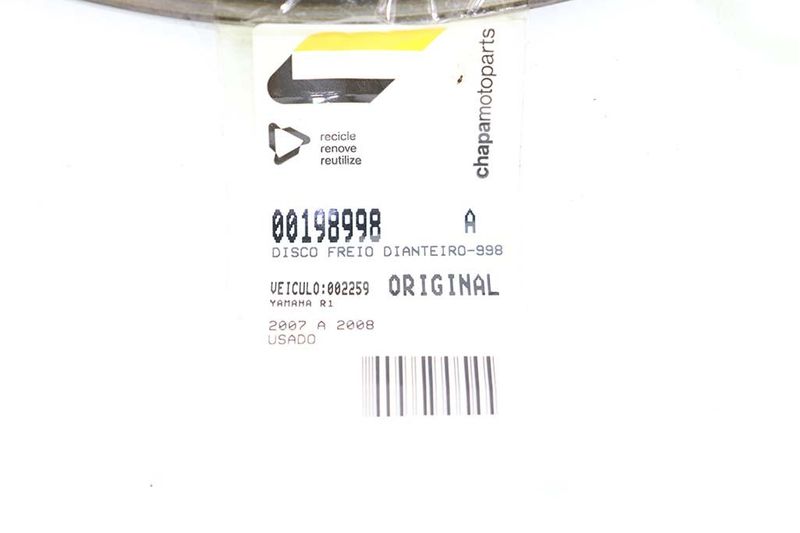 chapamotoparts
recicle
renove
reutilize
00198998 A
DISCO FREIO DIANTEIRO-998
VEICULO:002259 ORIGINAL
YAMAHA R1
2007 A 2008
USADO